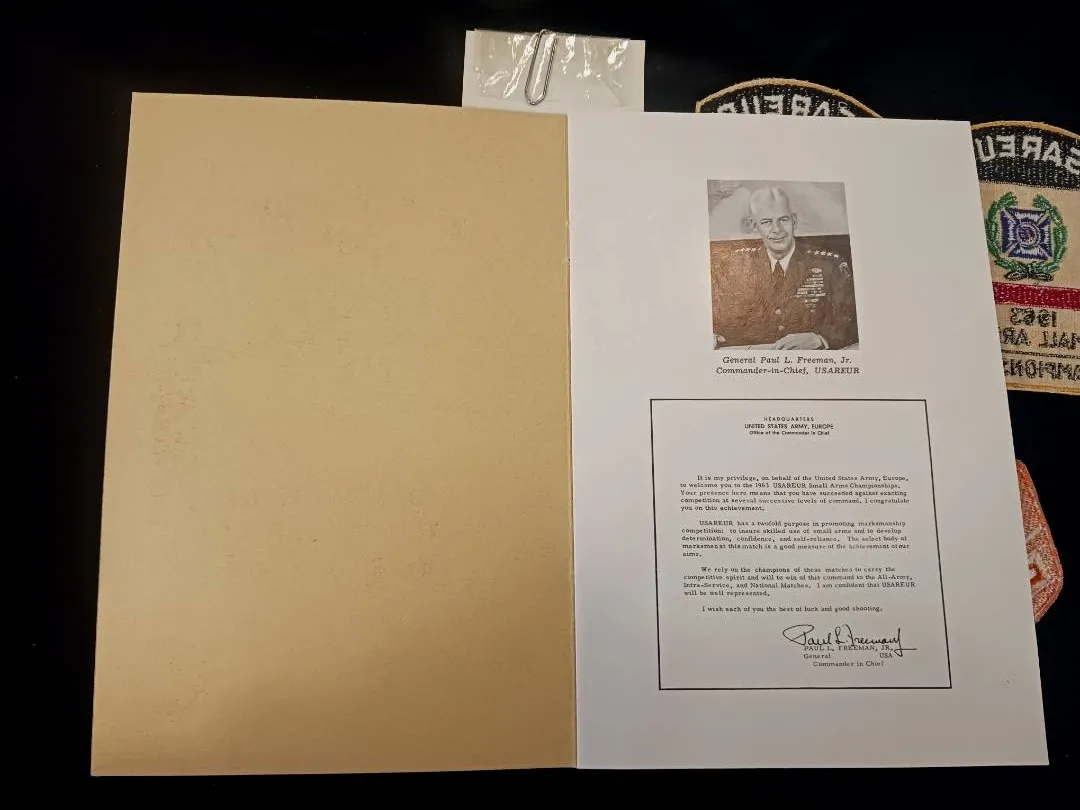 General Paul L. Freeman, Jr.
Commander-in-Chief, USAREUR
HEADQUARTERS
UNITED STATES ARMY, EUROPE
Office of the Commander in Chief
It is my privilege, on behalf of the United States Army, Europe,
to welcome you to the 1963 USAREUR Small Arms Championships.
Your presence here means that you have succeeded against exacting
competition at several successive levels of command. I congratulate
you on this achievement.
USAREUR has a twofold purpose in promoting marksmanship
competition: to insure skilled use of small arms and to develop
determination, confidence, and self-reliance. The select body of
marksmen at this match is a good measure of the achievement of our
aims.
We rely on the champions of these matches to carry the
competitive spirit and will to win of this command to the All-Army,
Intra-Service, and National Matches. I am confident that USAREUR
will be well represented.
I wish each of you the best of luck and good shooting.
Paul L. Freeman Jr
PAUL L. FREEMAN, JR.
General USA
Commander in Chief
1963